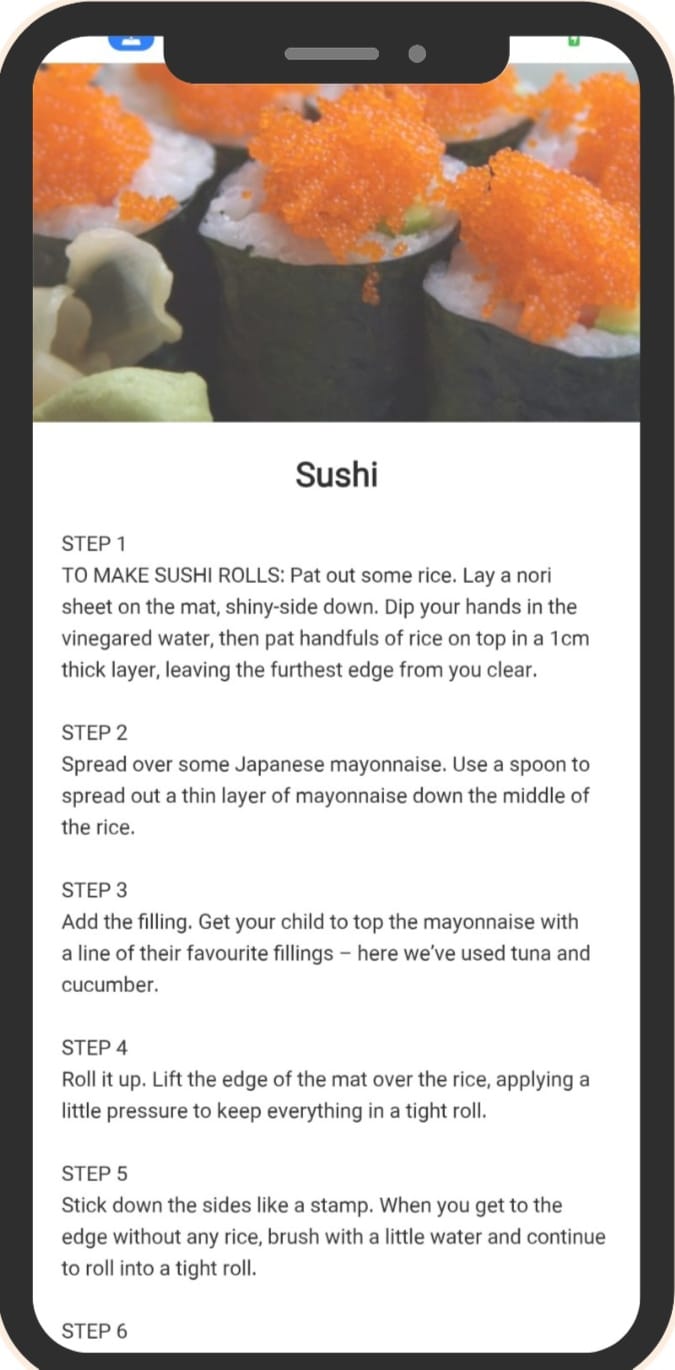 Sushi
STEP 1
TO MAKE SUSHI ROLLS: Pat out some rice. Lay a nori
sheet on the mat, shiny-side down. Dip your hands in the
vinegared water, then pat handfuls of rice on top in a 1cm
thick layer, leaving the furthest edge from you clear.
STEP 2
Spread over some Japanese mayonnaise. Use a spoon to
spread out a thin layer of mayonnaise down the middle of
the rice.
STEP 3
Add the filling. Get your child to top the mayonnaise with
a line of their favourite fillings – here we’ve used tuna and
cucumber.
STEP 4
Roll it up. Lift the edge of the mat over the rice, applying a
little pressure to keep everything in a tight roll.
STEP 5
Stick down the sides like a stamp. When you get to the
edge without any rice, brush with a little water and continue
to roll into a tight roll.
STEP 6